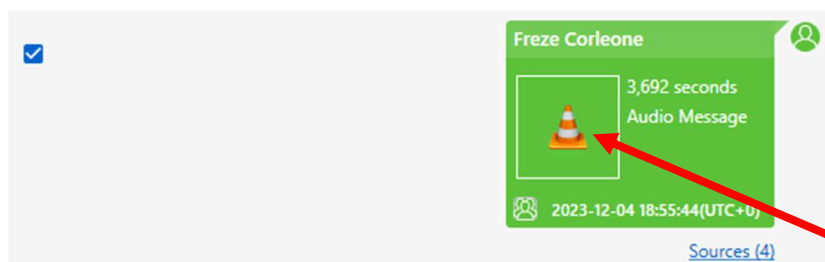 Freze Corleone
3,692 seconds
Audio Message
2023-12-04 18:55:44(UTC+0)
Sources (4)